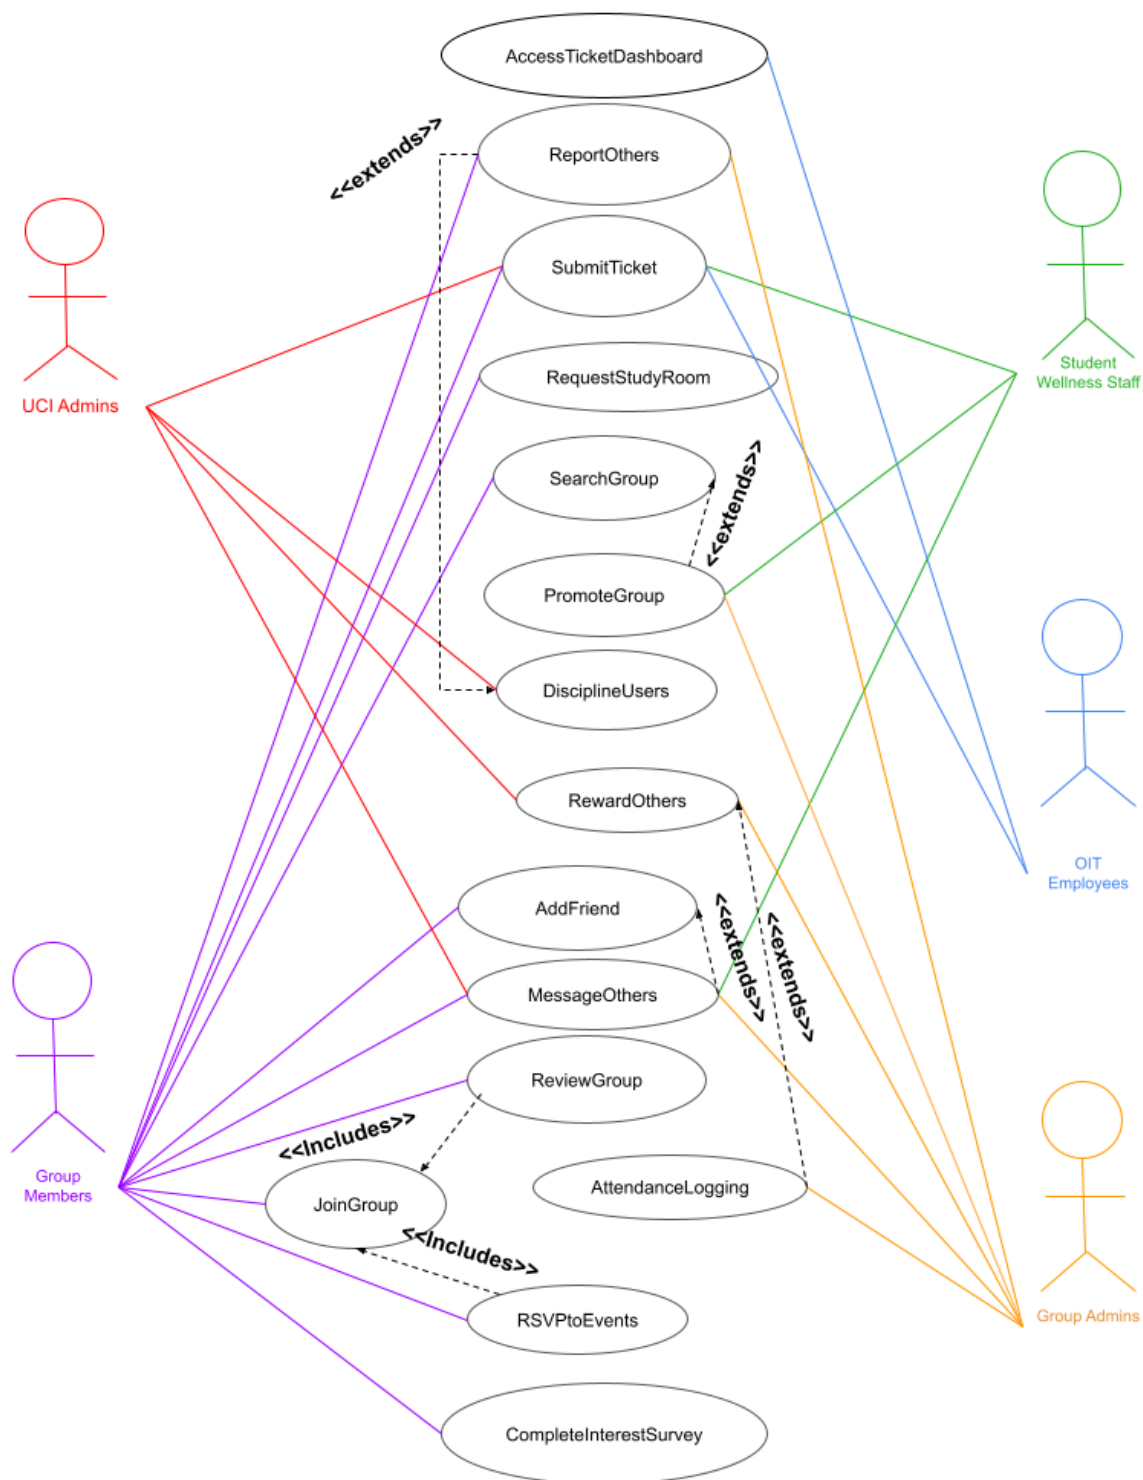 AccessTicketDashboard
<<extends>>
ReportOthers
SubmitTicket
UCI Admins
Student
Wellness Staff
RequestStudyRoom
SearchGroup
<<extends>>
PromoteGroup
DisciplineUsers
RewardOthers
OIT
Employees
AddFriend
<<extends>>
<<extends>>
MessageOthers
ReviewGroup
<<Includes>>
Group
Members
JoinGroup
AttendanceLogging
<<Includes>>
RSVPtoEvents
Group Admins
CompleteInterestSurvey